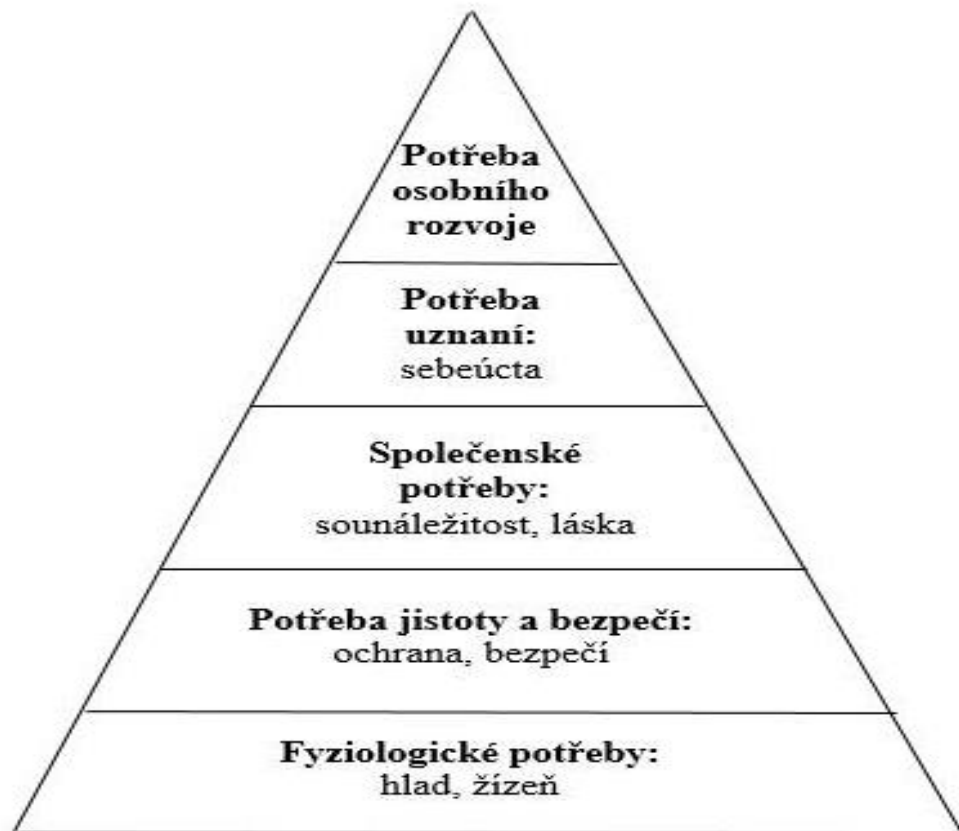 Potřeba
osobního
rozvoje
Potřeba
uznaní:
sebeúcta
Společenské
potřeby:
sounáležitost, láska
Potřeba jistoty a bezpečí:
ochrana, bezpečí
Fyziologické potřeby:
hlad, žízeň